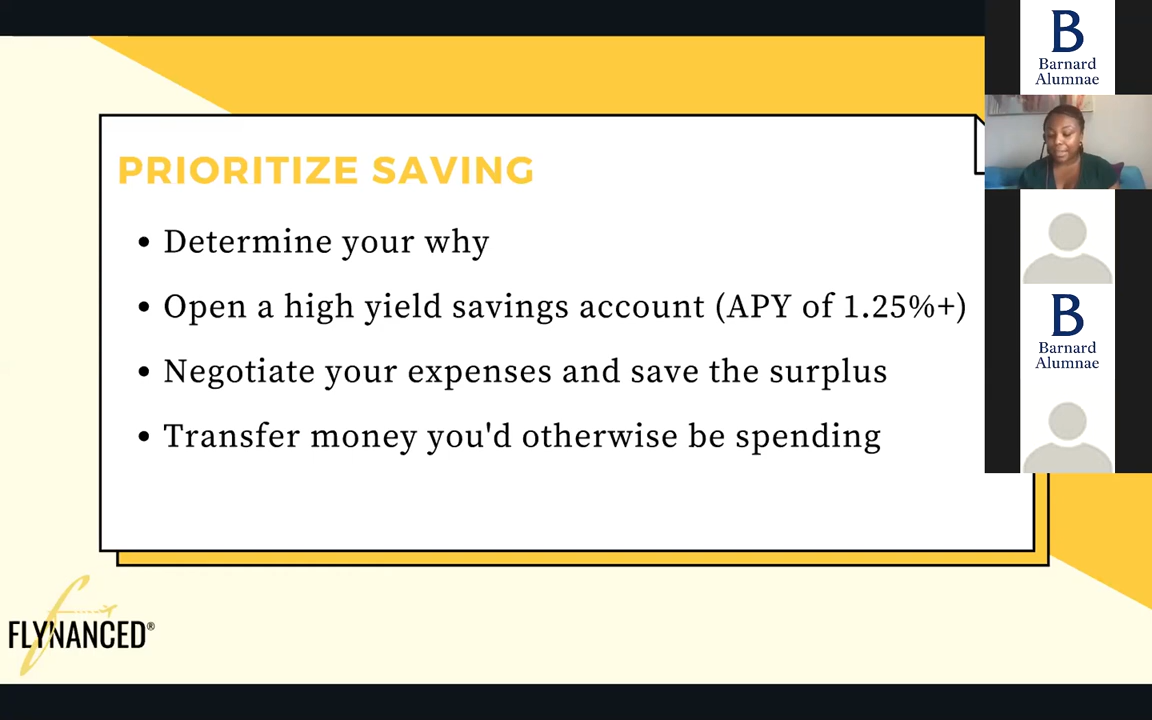 PRIORITIZE SAVING
• Determine your why
• Open a high yield savings account (APY of 1.25%+)
• Negotiate your expenses and save the surplus
• Transfer money you'd otherwise be spending
f
FLYNANCED®
B
Barnard
Alumnae
B
Barnard
Alumnae